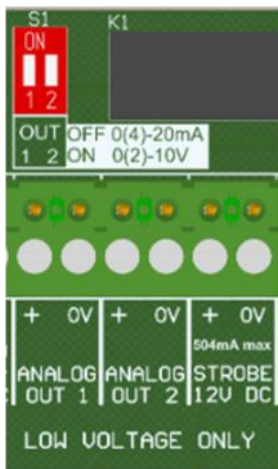 S1 K1
ON
1 2
OUT OFF 0(4)-20mA
1 2 ON 0(2)-10V
+ 0V + 0V + 0V
504mA max
ANALOG ANALOG STROBE
OUT 1 OUT 2 12V DC
LOW VOLTAGE ONLY